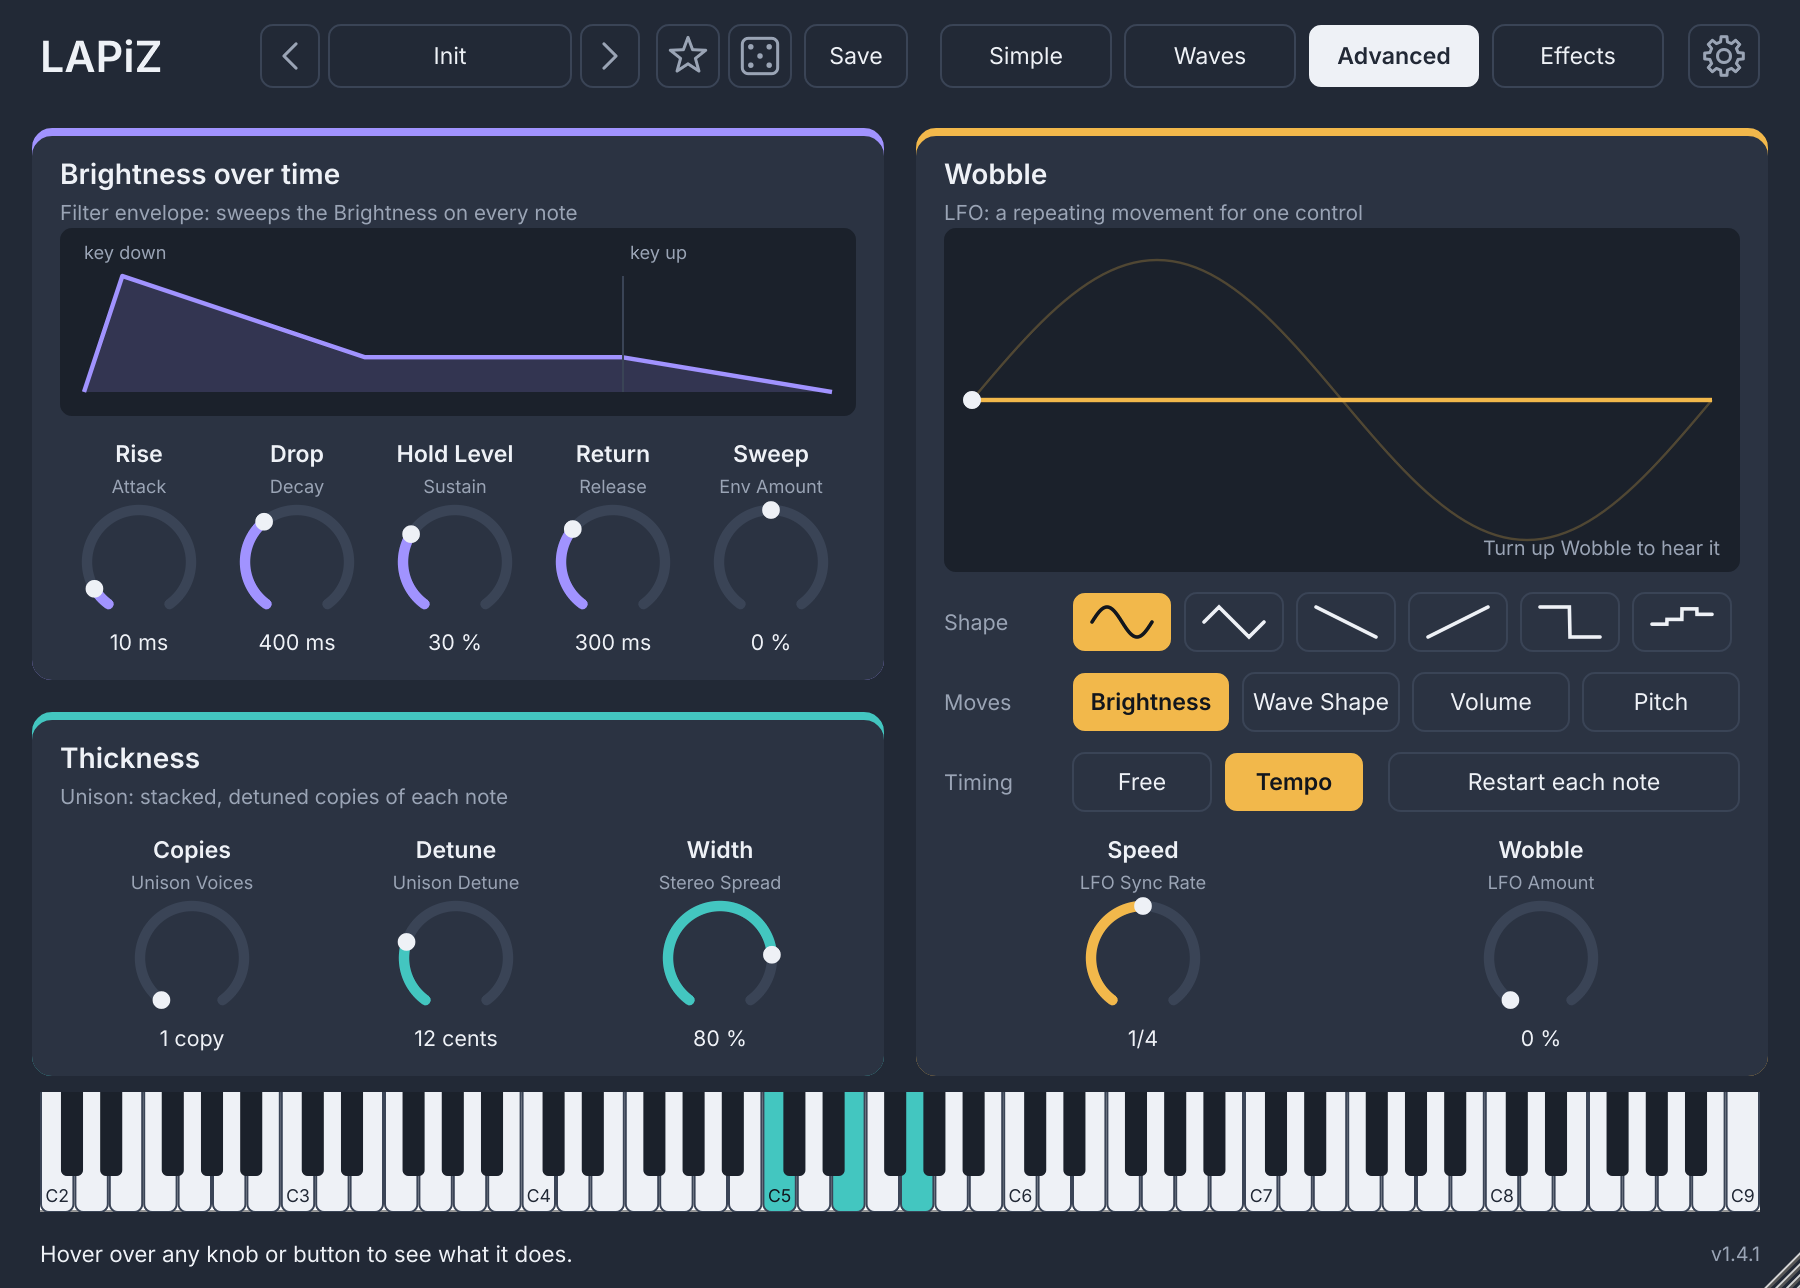 LAPiZ
Init
Save
Simple
Waves
Advanced
Effects
Brightness over time
Filter envelope: sweeps the Brightness on every note
key down
key up
Rise
Drop
Hold Level
Return
Sweep
Attack
Decay
Sustain
Release
Env Amount
10 ms
400 ms
30 %
300 ms
0 %
Thickness
Unison: stacked, detuned copies of each note
Copies
Detune
Width
Unison Voices
Unison Detune
Stereo Spread
1 copy
12 cents
80 %
Wobble
LFO: a repeating movement for one control
Turn up Wobble to hear it
Shape
Moves
Brightness
Wave Shape
Volume
Pitch
Timing
Free
Tempo
Restart each note
Speed
Wobble
LFO Sync Rate
LFO Amount
1/4
0 %
C2
C3
C4
C5
C6
C7
C8
C9
Hover over any knob or button to see what it does.
v1.4.1